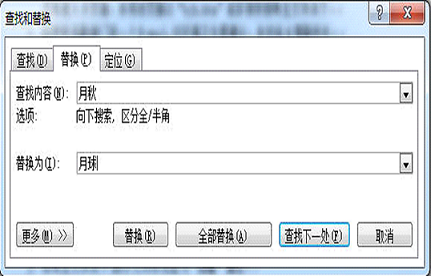 查找和替换
查找(D) 替换(P) 定位(G)
查找内容(N): 月秋
选项: 向下搜索, 区分全/半角
替换为(I): 月球
更多(M) >> 替换(R) 全部替换(A) 查找下一处(F) 取消